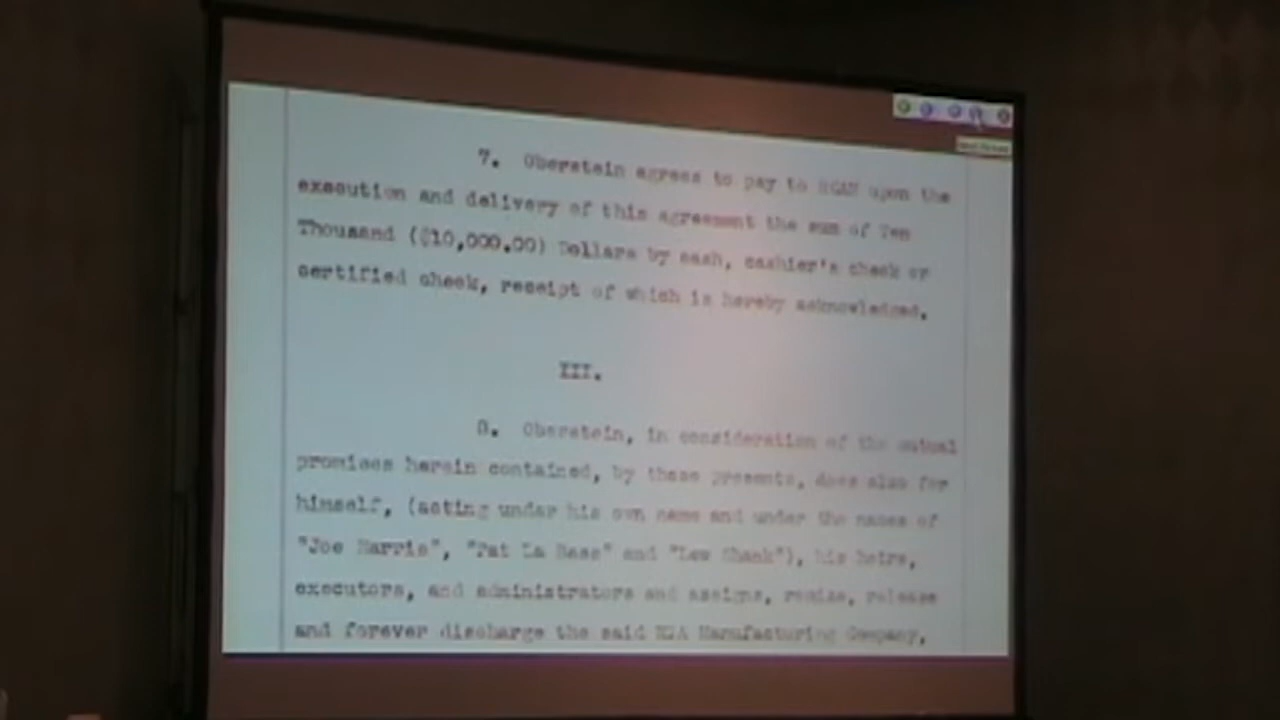 7. Oberstein agrees to pay to upon the
execution and delivery of this agreement the sum of Ten
Thousand ($10,000.00) Dollars by cash, cashier's check or
certified check, receipt of which is hereby acknowledged.
III.
8. Oberstein, in consideration of the mutual
promises herein contained, by these presents, does also for
himself, (acting under his own name and under the names of
"Joe Harris", "Pat La Bass" and "Lew Shank"), his heirs,
executors, and administrators and assigns, remise, release
and forever discharge the said Manufacturing Company,